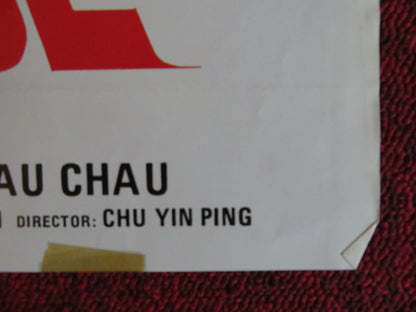 AU CHAU
DIRECTOR: CHU YIN PING